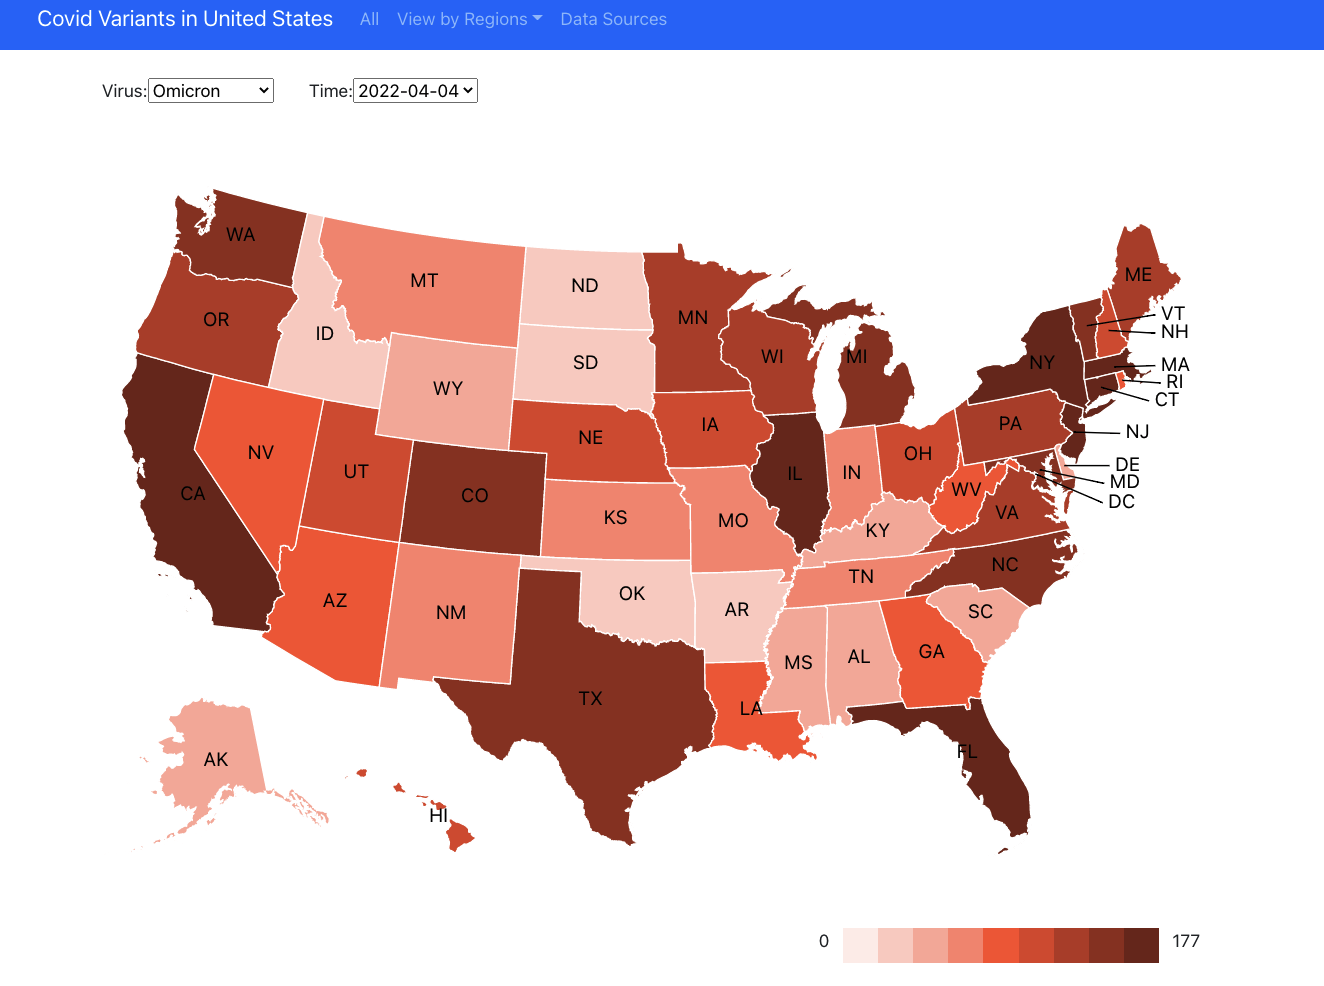 Covid Variants in United States All View by Regions Data Sources
Virus: Omicron Time: 2022-04-04
WA
MT
ND
ME
OR
ID
MN
VT
NH
SD
WI
MI
NY
MA
RI
WY
CT
NE
IA
PA
NJ
NV
UT
OH
DE
CA
CO
IL
IN
WV
MD
DC
KS
MO
VA
KY
NC
AZ
NM
OK
AR
TN
SC
MS
AL
GA
TX
LA
FL
AK
HI
0 177